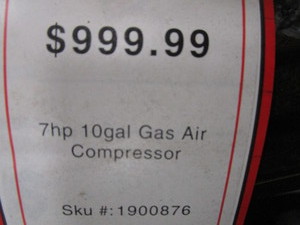 $999.99
7hp 10gal Gas Air
Compressor
Sku #:1900876